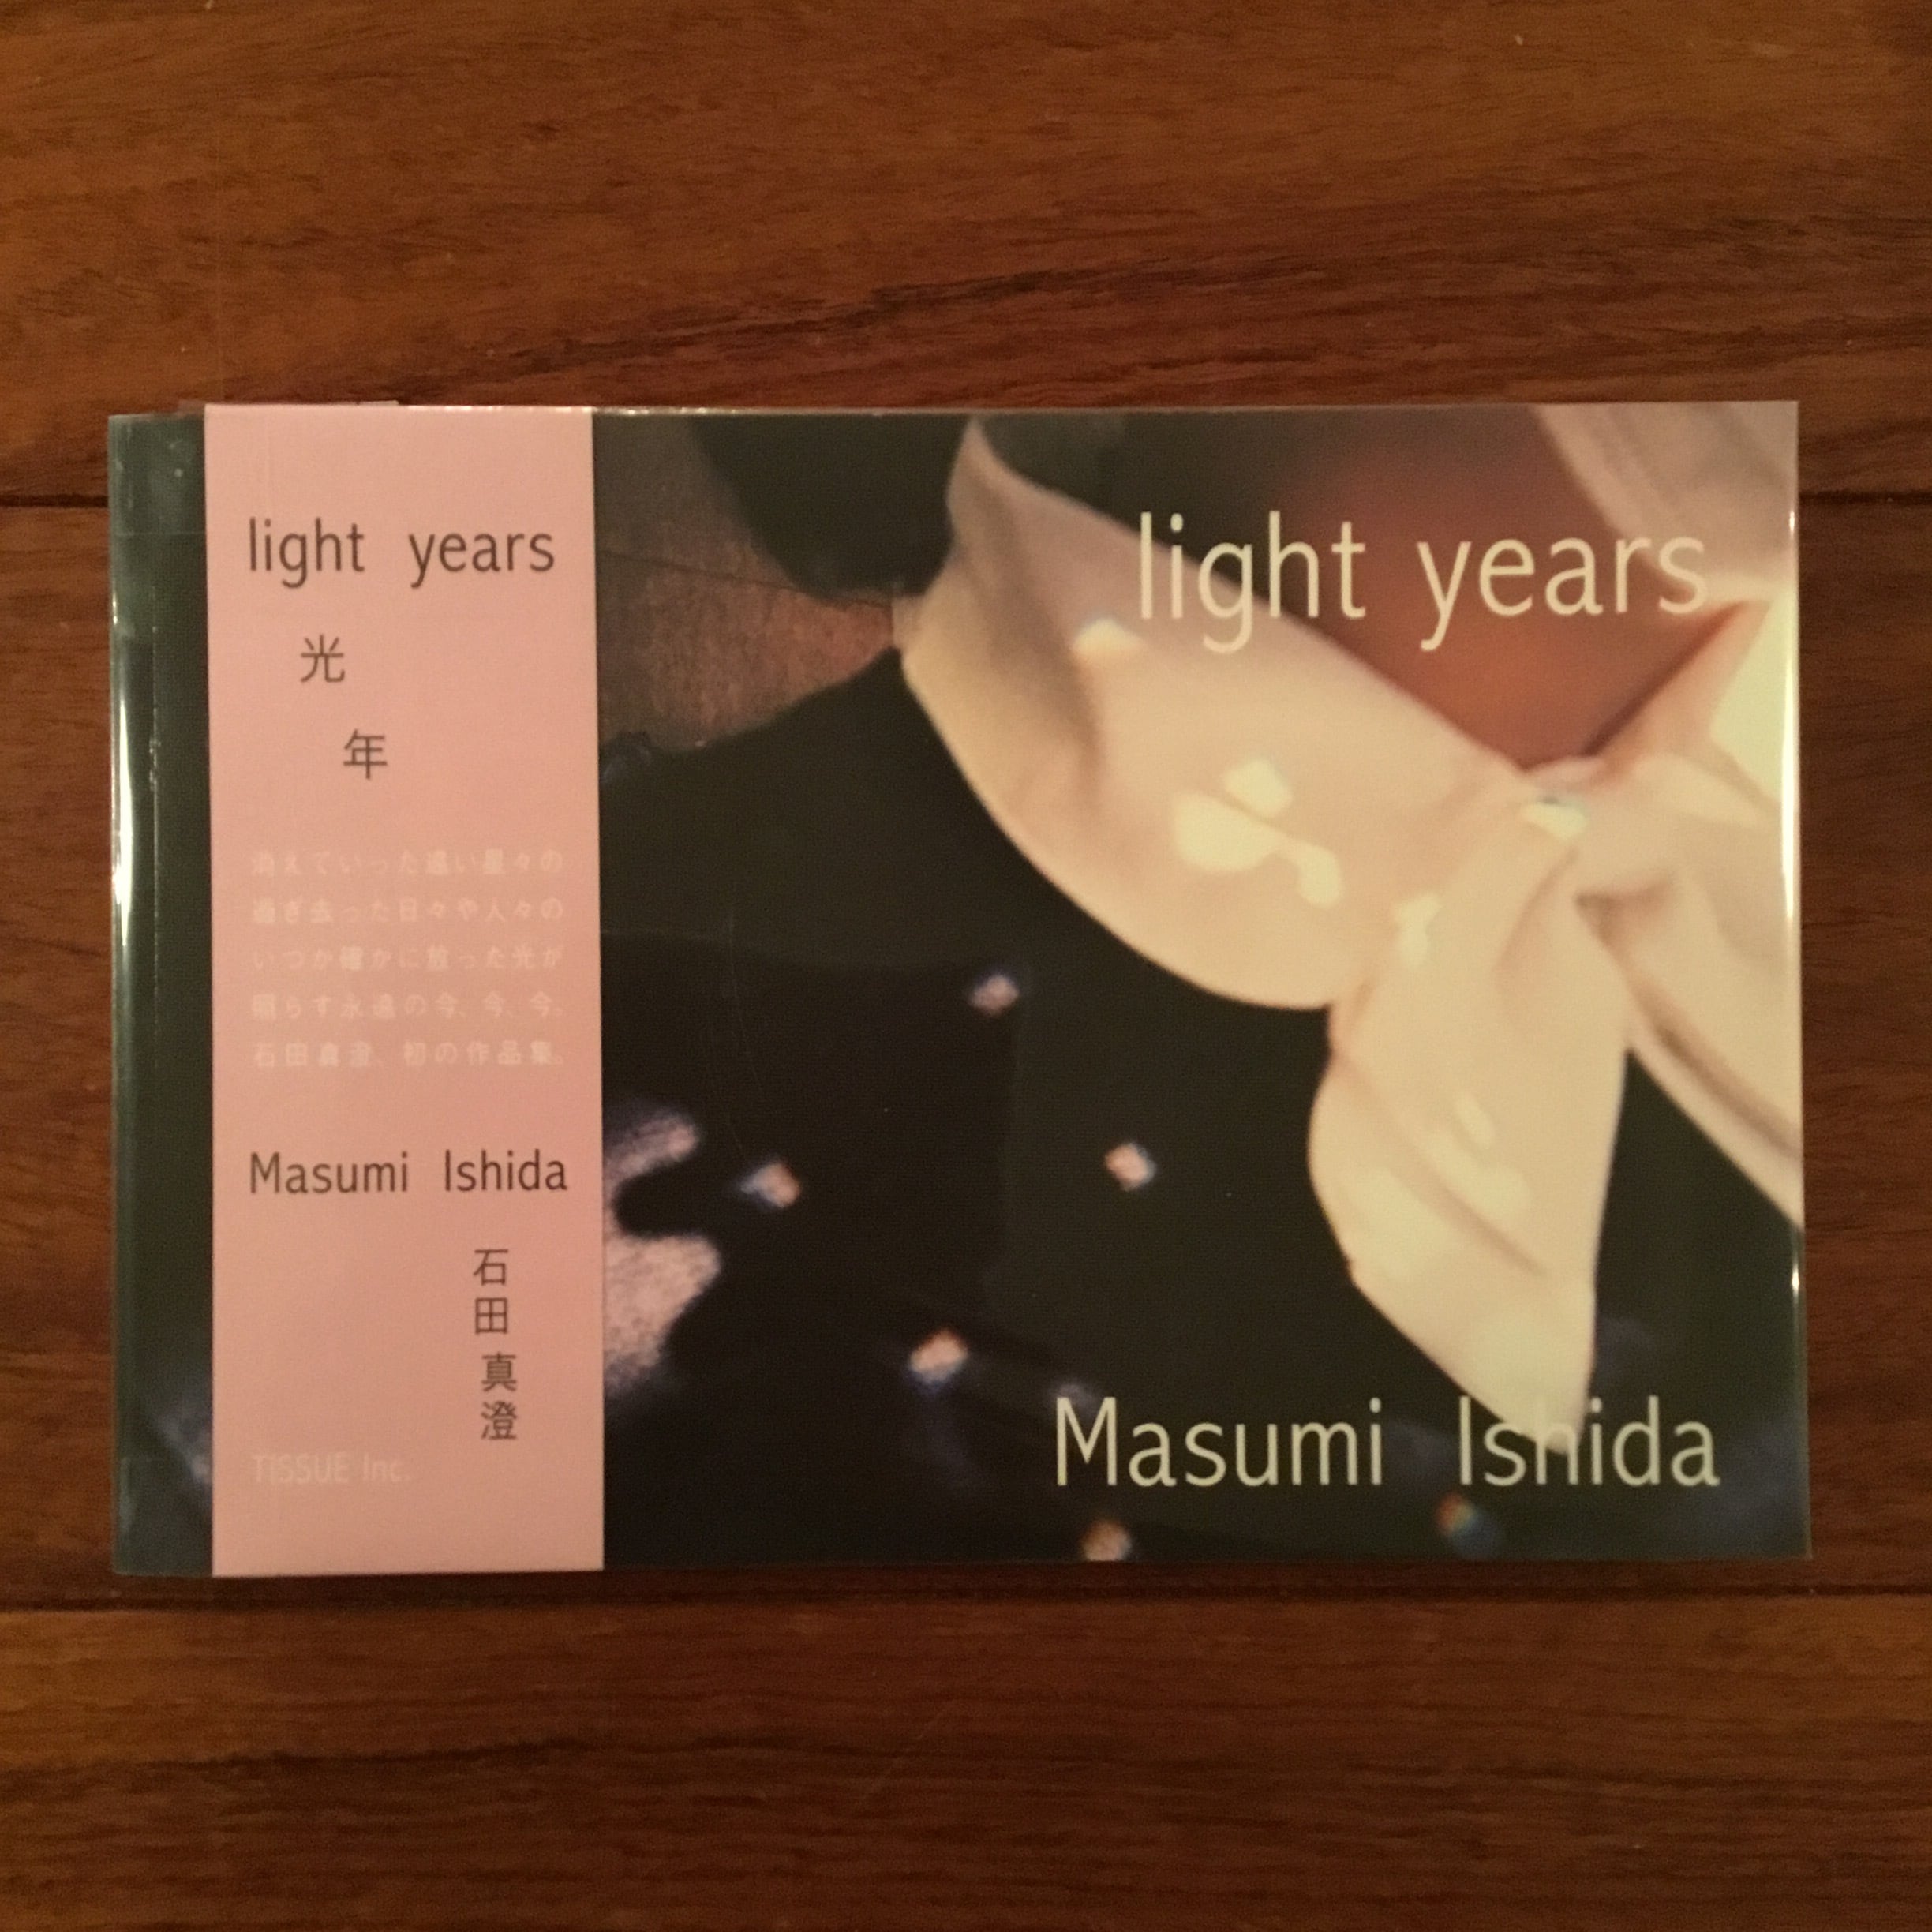 light years
光
年
消えていった遠い星々の
過ぎ去った日々や人々の
いつか確かに放った光が
照らす永遠の今、今、今。
石田真澄、初の作品集。
Masumi Ishida
石
田
真
澄
TISSUE Inc.
light years
Masumi Ishida